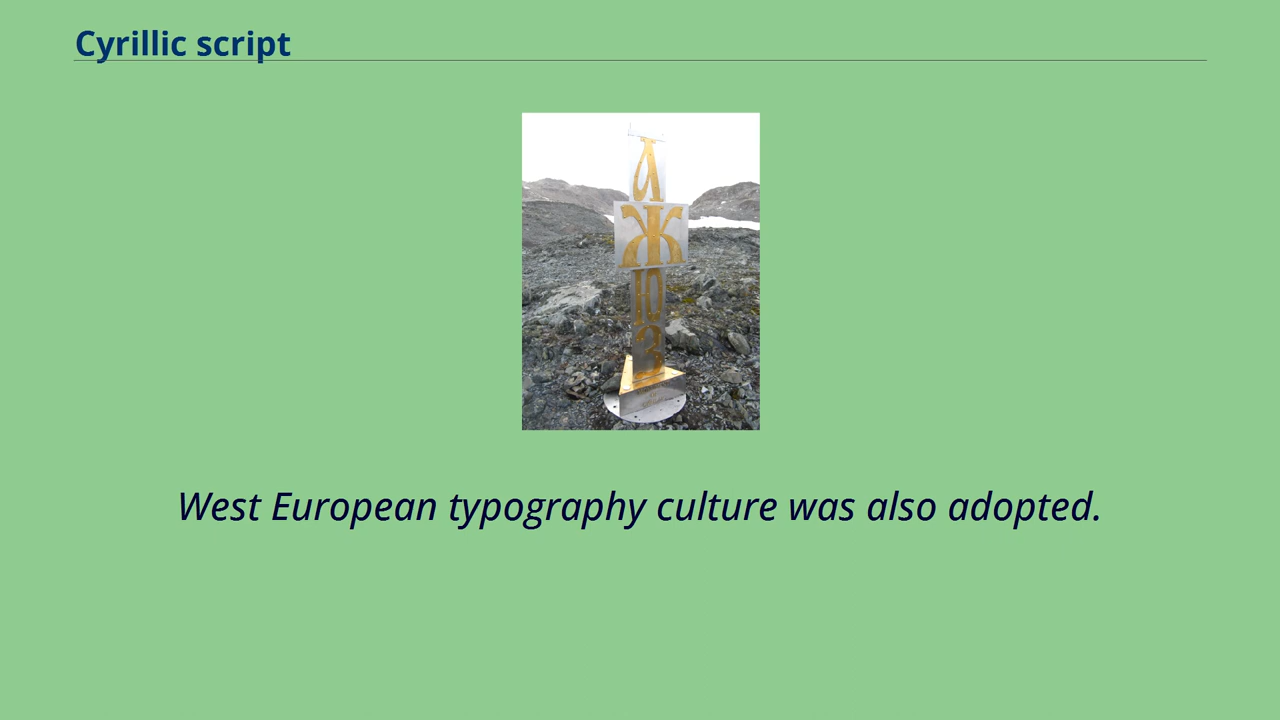 Cyrillic script
А
Ж
Ю
З
West European typography culture was also adopted.